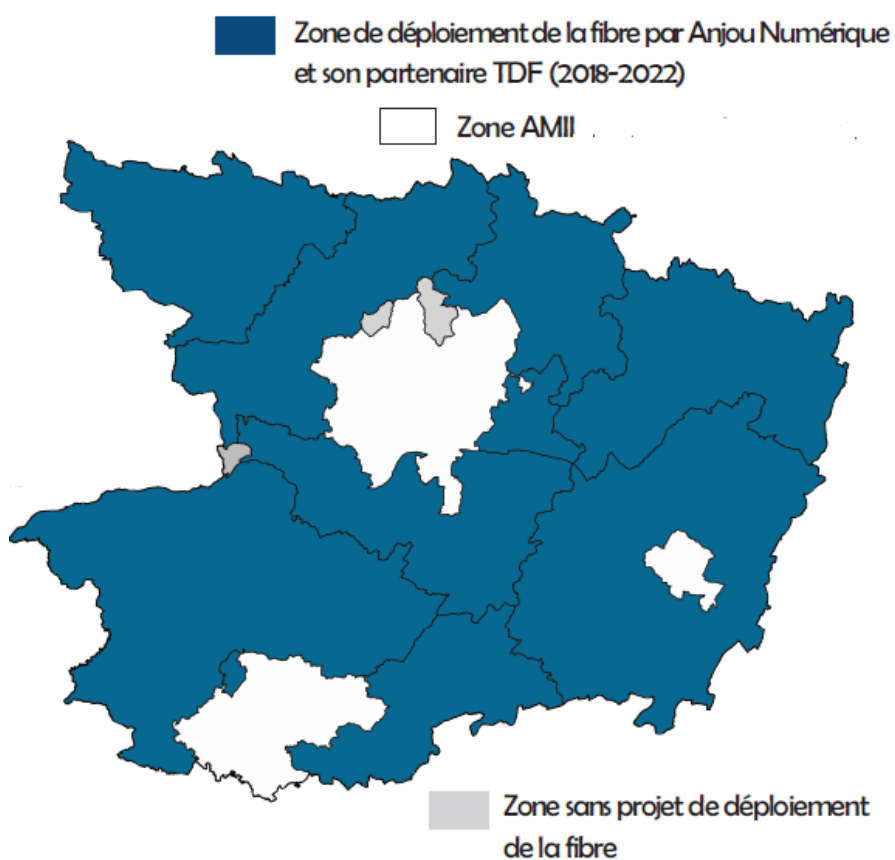 Zone de déploiement de la fibre par Anjou Numérique
et son partenaire TDF (2018-2022)
Zone AMII
Zone sans projet de déploiement
de la fibre